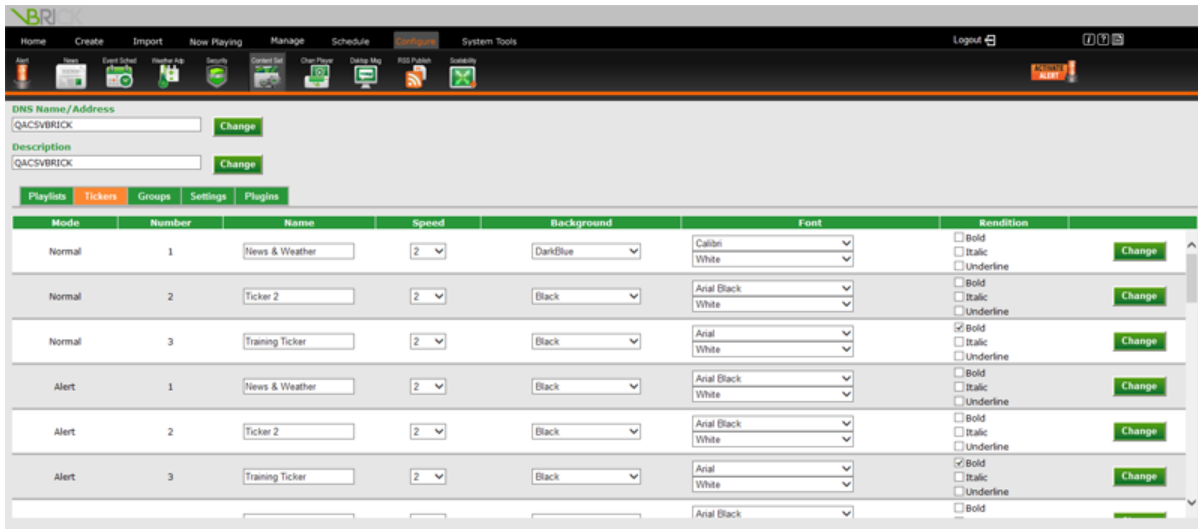 VBRICK
Home Create Import Now Playing Manage Schedule Configure System Tools Logout
Alert News Event Sched Weather Adp Security Content Set Chan Player Dsktop Msg RSS Publish Scalability ACTIVATE ALERT
DNS Name/Address
QACSVBRICK Change
Description
QACSVBRICK Change
Playlists Tickers Groups Settings Plugins
Mode Number Name Speed Background Font Rendition
Normal 1 News & Weather 2 DarkBlue Calibri White Bold Italic Underline Change
Normal 2 Ticker 2 2 Black Arial Black White Bold Italic Underline Change
Normal 3 Training Ticker 2 Black Arial White Bold Italic Underline Change
Alert 1 News & Weather 2 Black Arial Black White Bold Italic Underline Change
Alert 2 Ticker 2 2 Black Arial Black White Bold Italic Underline Change
Alert 3 Training Ticker 2 Black Arial White Bold Italic Underline Change
Arial Black Bold